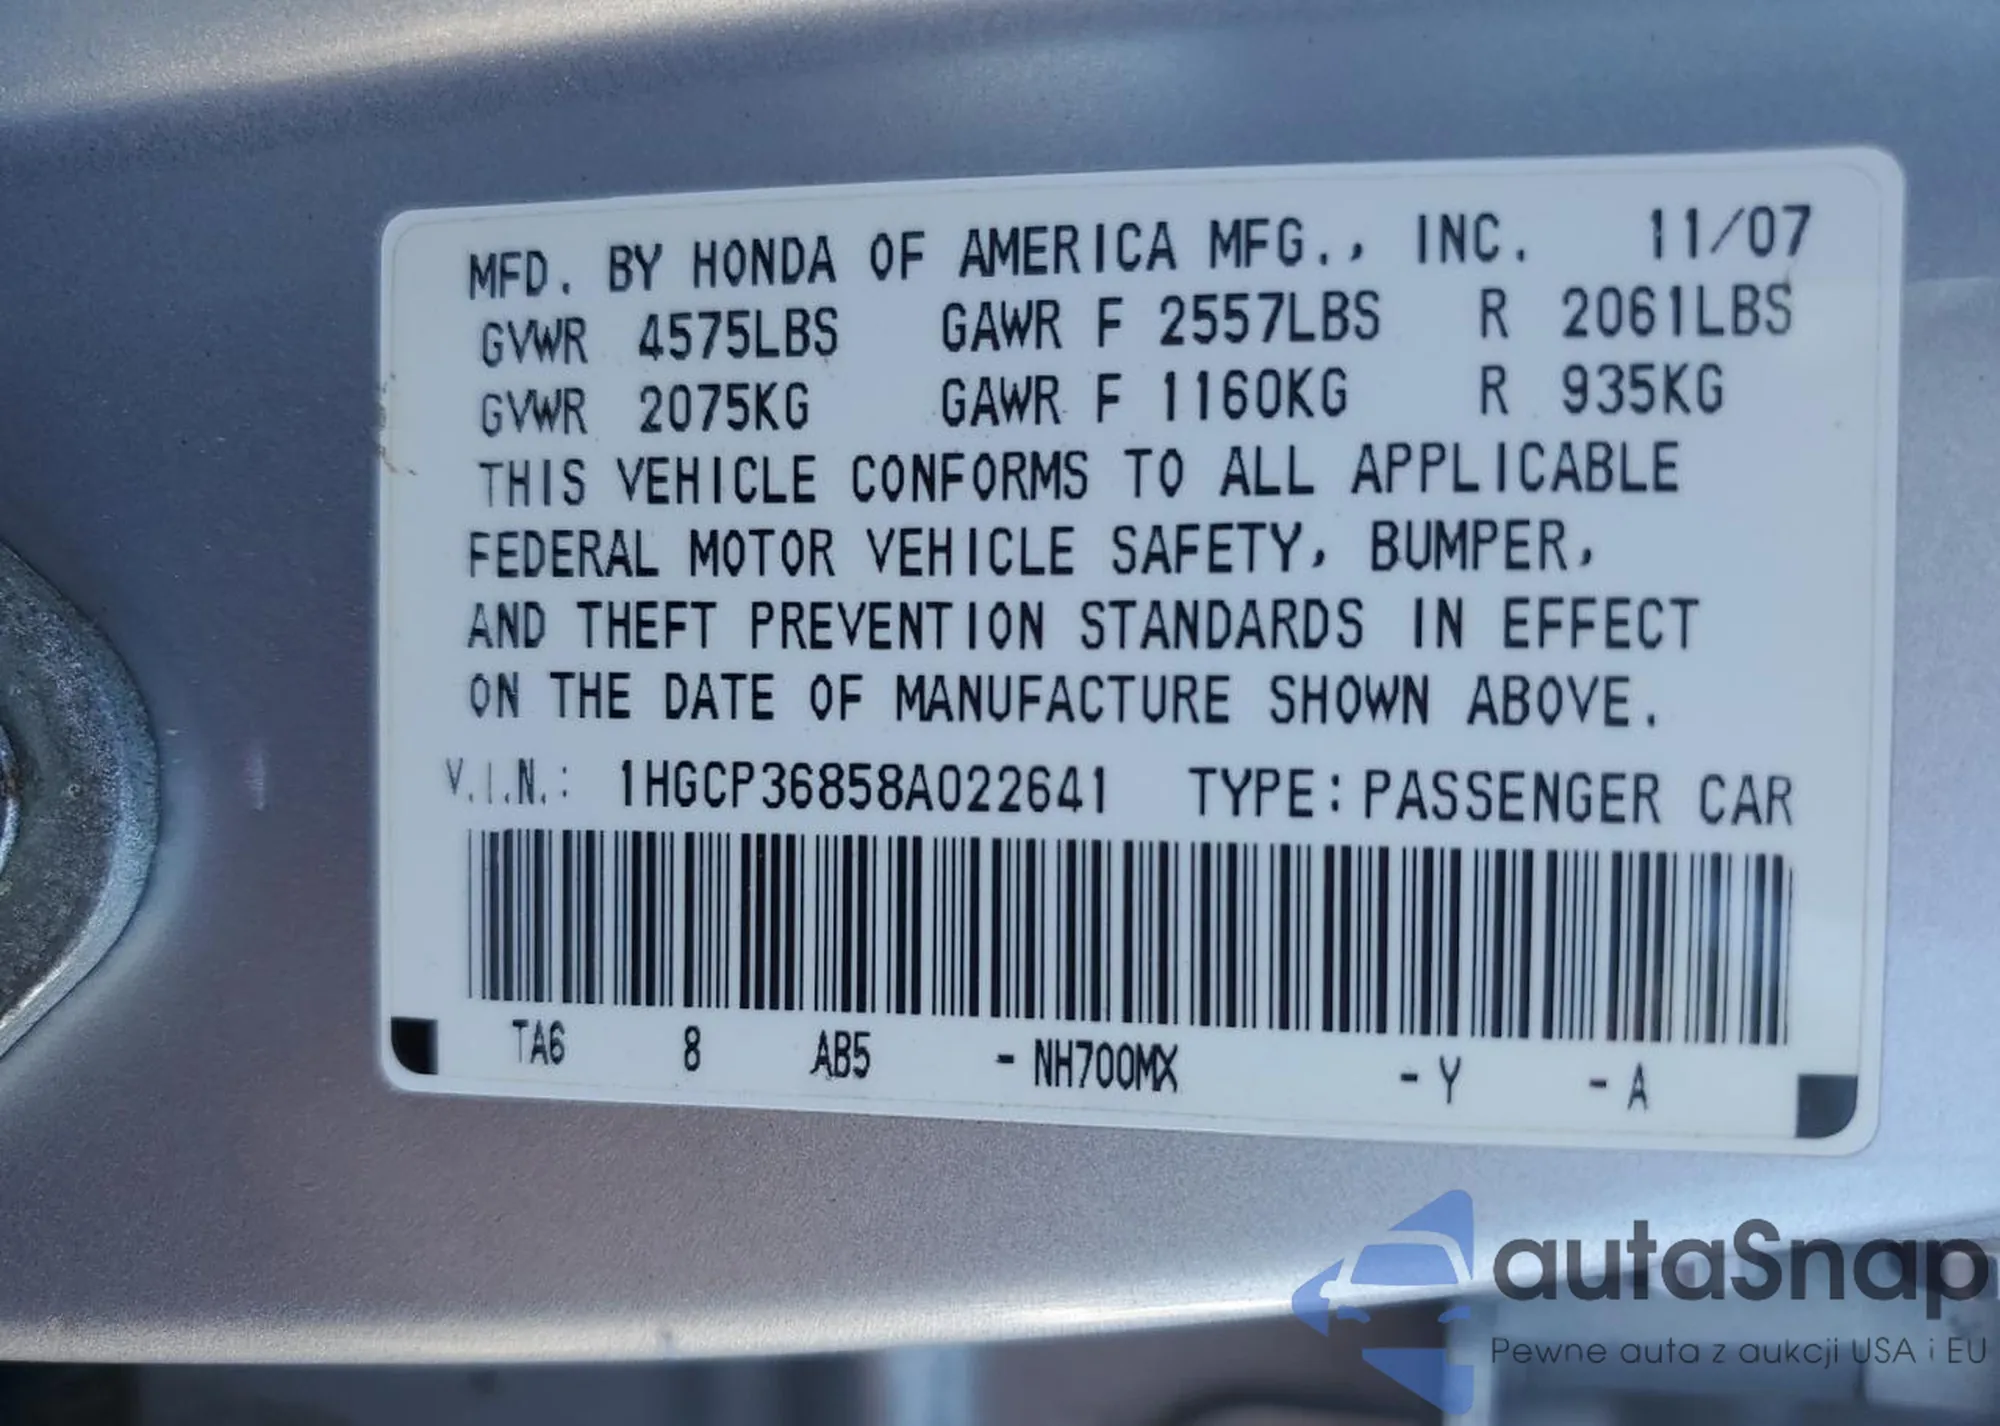 MFD. BY HONDA OF AMERICA MFG., INC. 11/07
GVWR 4575LBS GAWR F 2557LBS R 2061LBS
GVWR 2075KG GAWR F 1160KG R 935KG
THIS VEHICLE CONFORMS TO ALL APPLICABLE
FEDERAL MOTOR VEHICLE SAFETY, BUMPER,
AND THEFT PREVENTION STANDARDS IN EFFECT
ON THE DATE OF MANUFACTURE SHOWN ABOVE.
V.I.N.: 1HGCP36858A022641 TYPE: PASSENGER CAR
TA6 8 AB5 - NH700MX - Y - A
autaSnap
Pewne auta z aukcji USA i EU